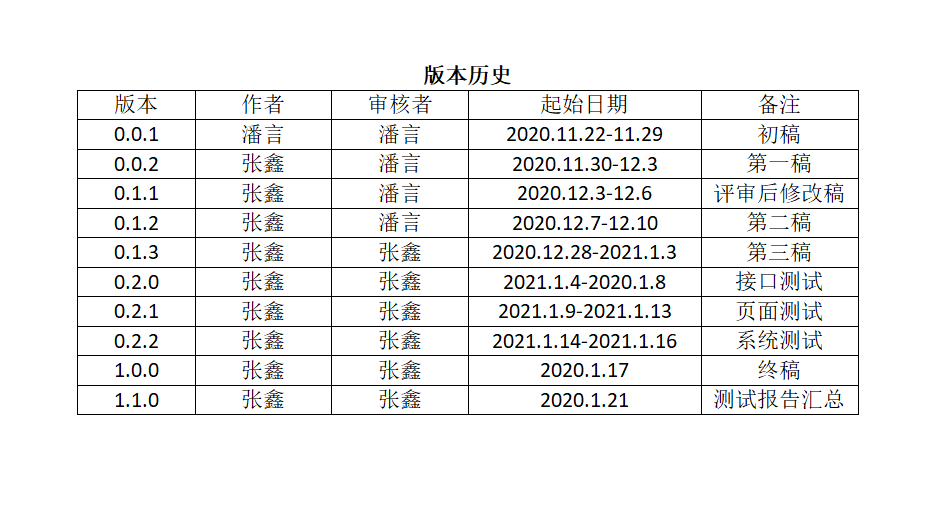 版本历史
版本 作者 审核者 起始日期 备注
0.0.1 潘言 潘言 2020.11.22-11.29 初稿
0.0.2 张鑫 潘言 2020.11.30-12.3 第一稿
0.1.1 张鑫 潘言 2020.12.3-12.6 评审后修改稿
0.1.2 张鑫 潘言 2020.12.7-12.10 第二稿
0.1.3 张鑫 张鑫 2020.12.28-2021.1.3 第三稿
0.2.0 张鑫 张鑫 2021.1.4-2020.1.8 接口测试
0.2.1 张鑫 张鑫 2021.1.9-2021.1.13 页面测试
0.2.2 张鑫 张鑫 2021.1.14-2021.1.16 系统测试
1.0.0 张鑫 张鑫 2020.1.17 终稿
1.1.0 张鑫 张鑫 2020.1.21 测试报告汇总